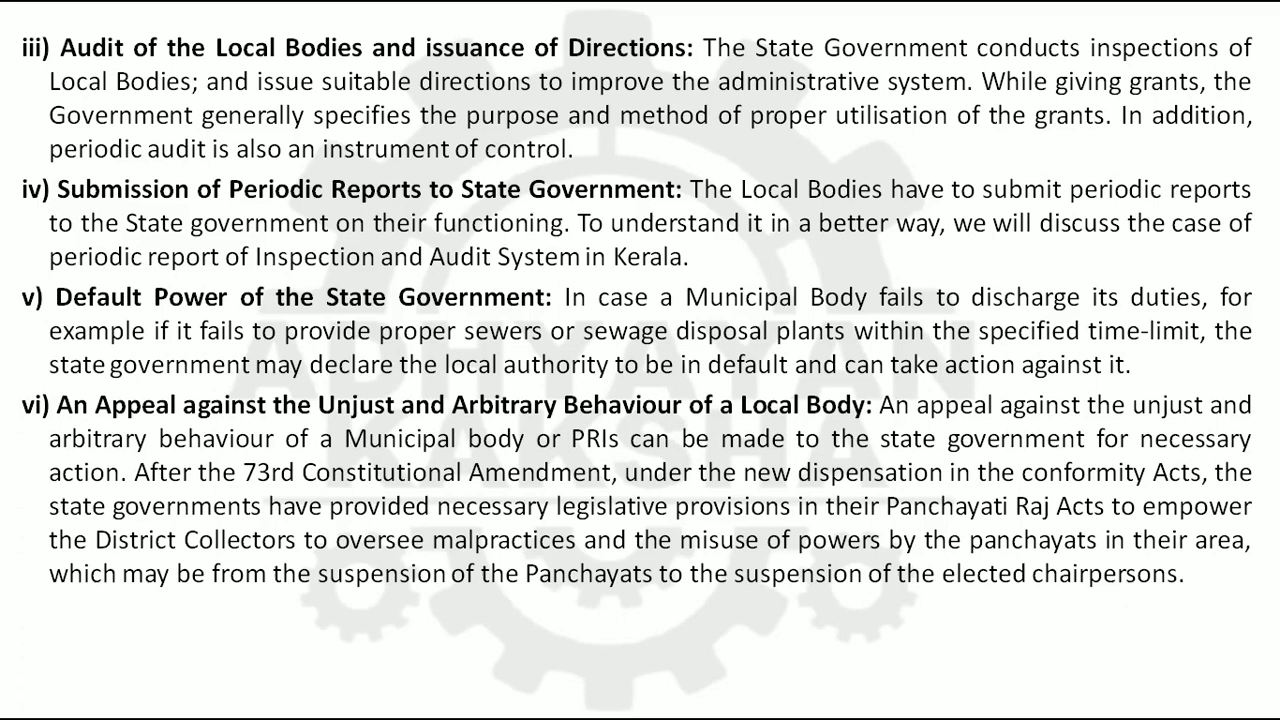 iii) Audit of the Local Bodies and issuance of Directions: The State Government conducts inspections of
Local Bodies; and issue suitable directions to improve the administrative system. While giving grants, the
Government generally specifies the purpose and method of proper utilisation of the grants. In addition,
periodic audit is also an instrument of control.
iv) Submission of Periodic Reports to State Government: The Local Bodies have to submit periodic reports
to the State government on their functioning. To understand it in a better way, we will discuss the case of
periodic report of Inspection and Audit System in Kerala.
v) Default Power of the State Government: In case a Municipal Body fails to discharge its duties, for
example if it fails to provide proper sewers or sewage disposal plants within the specified time-limit, the
state government may declare the local authority to be in default and can take action against it.
vi) An Appeal against the Unjust and Arbitrary Behaviour of a Local Body: An appeal against the unjust and
arbitrary behaviour of a Municipal body or PRIs can be made to the state government for necessary
action. After the 73rd Constitutional Amendment, under the new dispensation in the conformity Acts, the
state governments have provided necessary legislative provisions in their Panchayati Raj Acts to empower
the District Collectors to oversee malpractices and the misuse of powers by the panchayats in their area,
which may be from the suspension of the Panchayats to the suspension of the elected chairpersons.
ADHYAYAN
KAKSHA